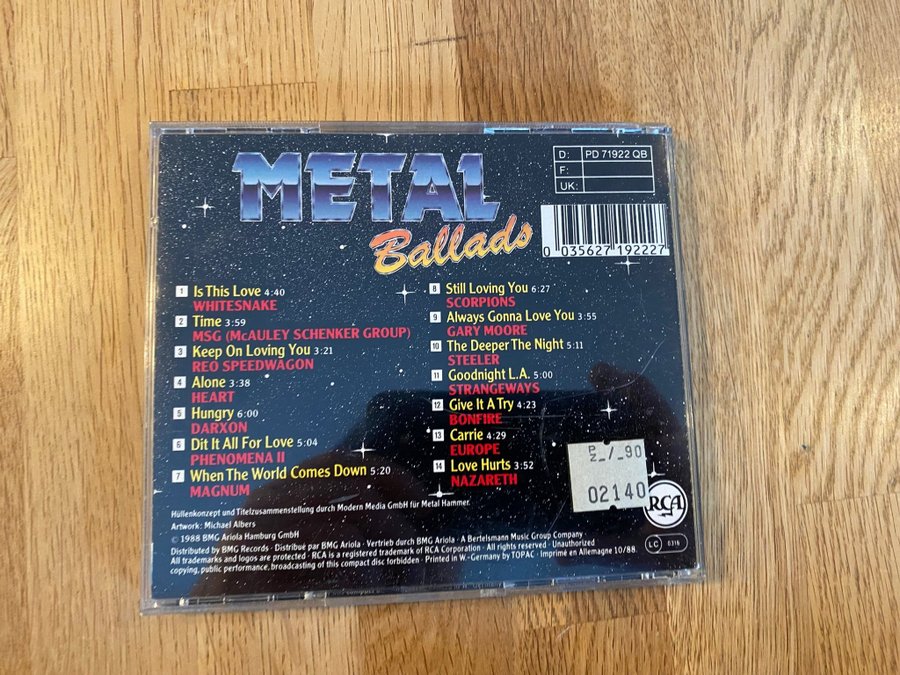 METAL
Ballads
D: PD 71922 QB
F:
UK:
0 035627 192227
1 Is This Love 4:40
WHITESNAKE
2 Time 3:59
MSG (McAULEY SCHENKER GROUP)
3 Keep On Loving You 3:21
REO SPEEDWAGON
4 Alone 3:38
HEART
5 Hungry 6:00
DARXON
6 Dit It All For Love 5:04
PHENOMENA II
7 When The World Comes Down 5:20
MAGNUM
8 Still Loving You 6:27
SCORPIONS
9 Always Gonna Love You 3:55
GARY MOORE
10 The Deeper The Night 5:11
STEELER
11 Goodnight L.A. 5:00
STRANGEWAYS
12 Give It A Try 4:23
BONFIRE
13 Carrie 4:29
EUROPE
14 Love Hurts 3:52
NAZARETH
P
Z_/_90
02140
RCA
LC 0316
Hüllenkonzept und Titelzusammenstellung durch Modern Media GmbH für Metal Hammer.
Artwork: Michael Albers
© 1988 BMG Ariola Hamburg GmbH
Distributed by BMG Records · Distribué par BMG Ariola · Vertrieb durch BMG Ariola · A Bertelsmann Music Group Company ·
All trademarks and logos are protected · RCA is a registered trademark of RCA Corporation · All rights reserved · Unauthorized
copying, public performance, broadcasting of this compact disc forbidden · Printed in W.-Germany by TOPAC · Imprimé en Allemagne 10/88.